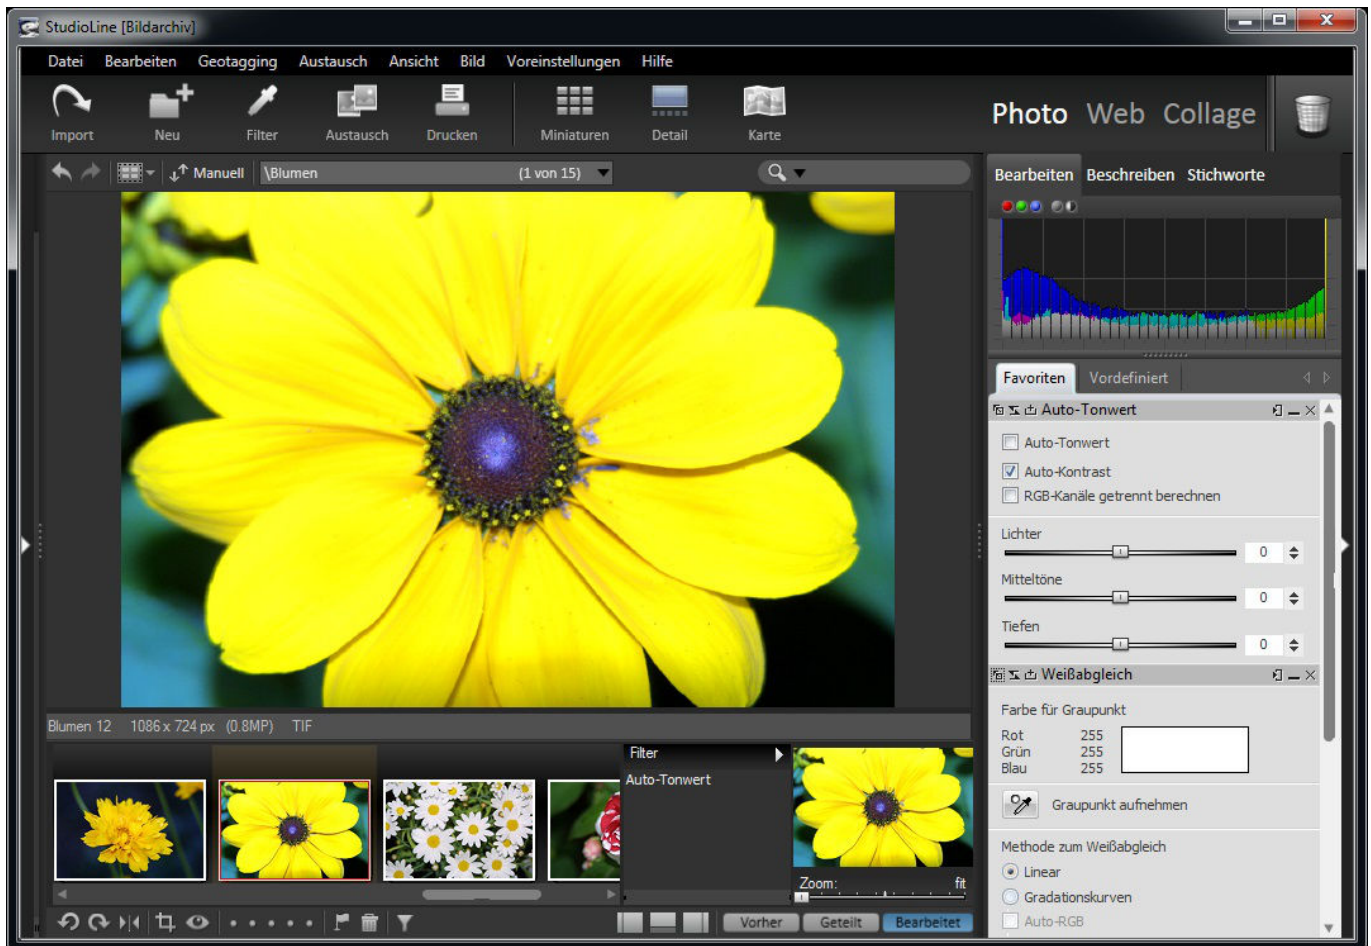 StudioLine [Bildarchiv]
Datei Bearbeiten Geotagging Austausch Ansicht Bild Voreinstellungen Hilfe
Import Neu Filter Austausch Drucken Miniaturen Detail Karte
Photo Web Collage
Manuell \Blumen (1 von 15)
Bearbeiten Beschreiben Stichworte
Favoriten Vordefiniert
Auto-Tonwert
Auto-Tonwert
Auto-Kontrast
RGB-Kanäle getrennt berechnen
Lichter
0
Mitteltöne
0
Tiefen
0
Weißabgleich
Farbe für Graupunkt
Rot 255
Grün 255
Blau 255
Graupunkt aufnehmen
Methode zum Weißabgleich
Linear
Gradationskurven
Auto-RGB
Blumen 12 1086 x 724 px (0.8MP) TIF
Filter
Auto-Tonwert
Zoom: fit
Vorher Geteilt Bearbeitet